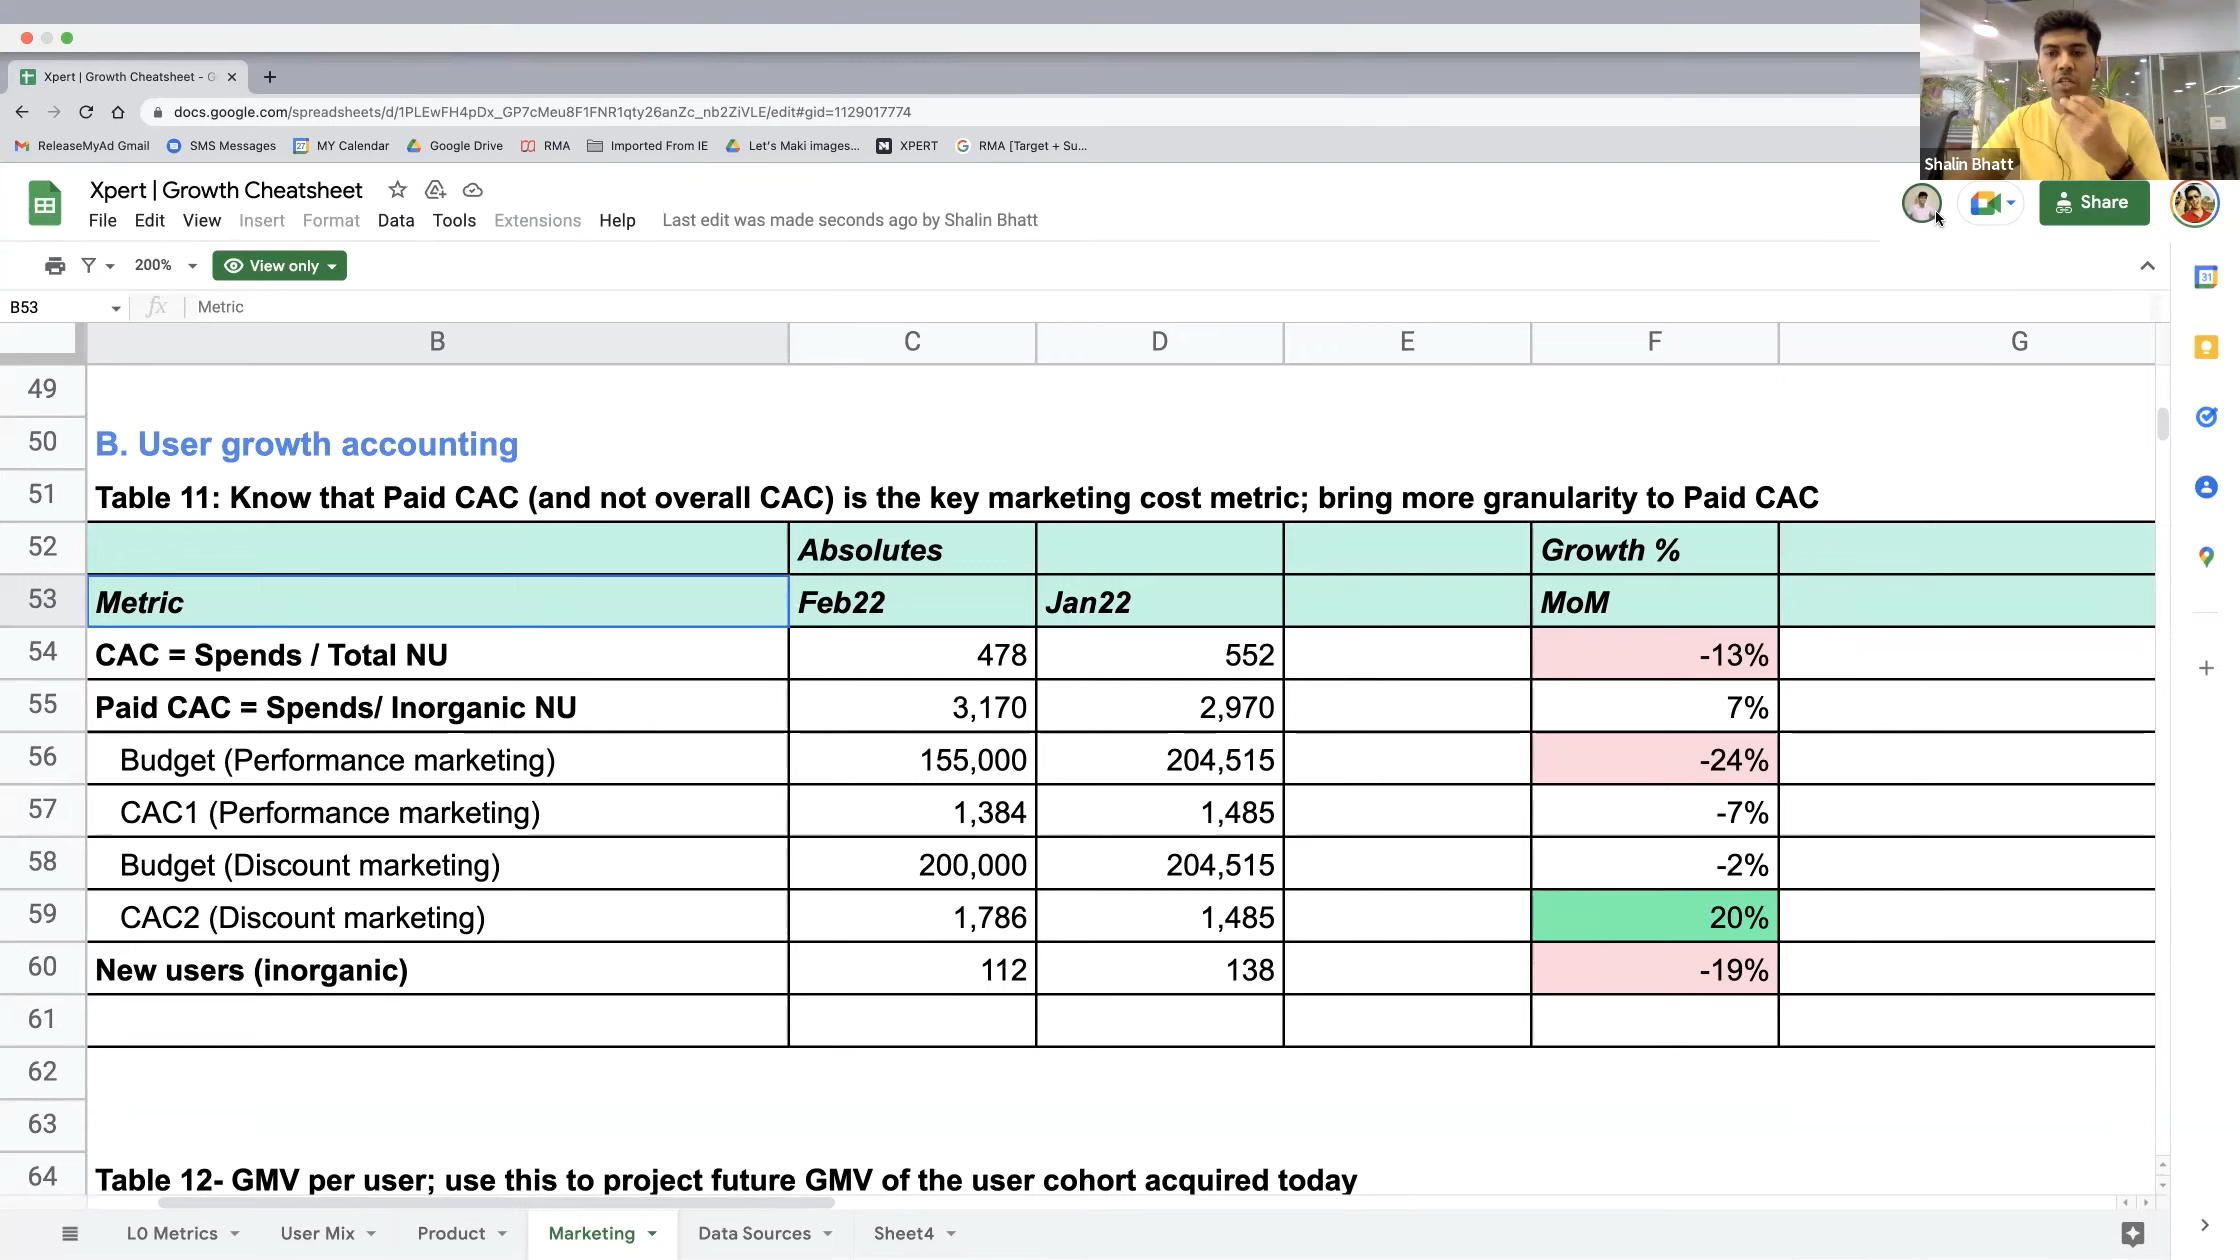 Xpert | Growth Cheatsheet - G
docs.google.com/spreadsheets/d/1PLEwFH4pDx_GP7cMeu8F1FNR1qty26anZc_nb2ZiVLE/edit#gid=1129017774
ReleaseMyAd Gmail SMS Messages 27 MY Calendar Google Drive RMA Imported From IE Let's Maki images... XPERT RMA [Target + Su...
Shalin Bhatt
Xpert | Growth Cheatsheet
Share
File Edit View Insert Format Data Tools Extensions Help Last edit was made seconds ago by Shalin Bhatt
200% View only
31
B53 fx Metric
B C D E F G
49
50 B. User growth accounting
51 Table 11: Know that Paid CAC (and not overall CAC) is the key marketing cost metric; bring more granularity to Paid CAC
52 Absolutes Growth %
53 Metric Feb22 Jan22 MoM
54 CAC = Spends / Total NU 478 552 -13%
55 Paid CAC = Spends/ Inorganic NU 3,170 2,970 7%
56 Budget (Performance marketing) 155,000 204,515 -24%
57 CAC1 (Performance marketing) 1,384 1,485 -7%
58 Budget (Discount marketing) 200,000 204,515 -2%
59 CAC2 (Discount marketing) 1,786 1,485 20%
60 New users (inorganic) 112 138 -19%
61
62
63
64 Table 12- GMV per user; use this to project future GMV of the user cohort acquired today
L0 Metrics User Mix Product Marketing Data Sources Sheet4